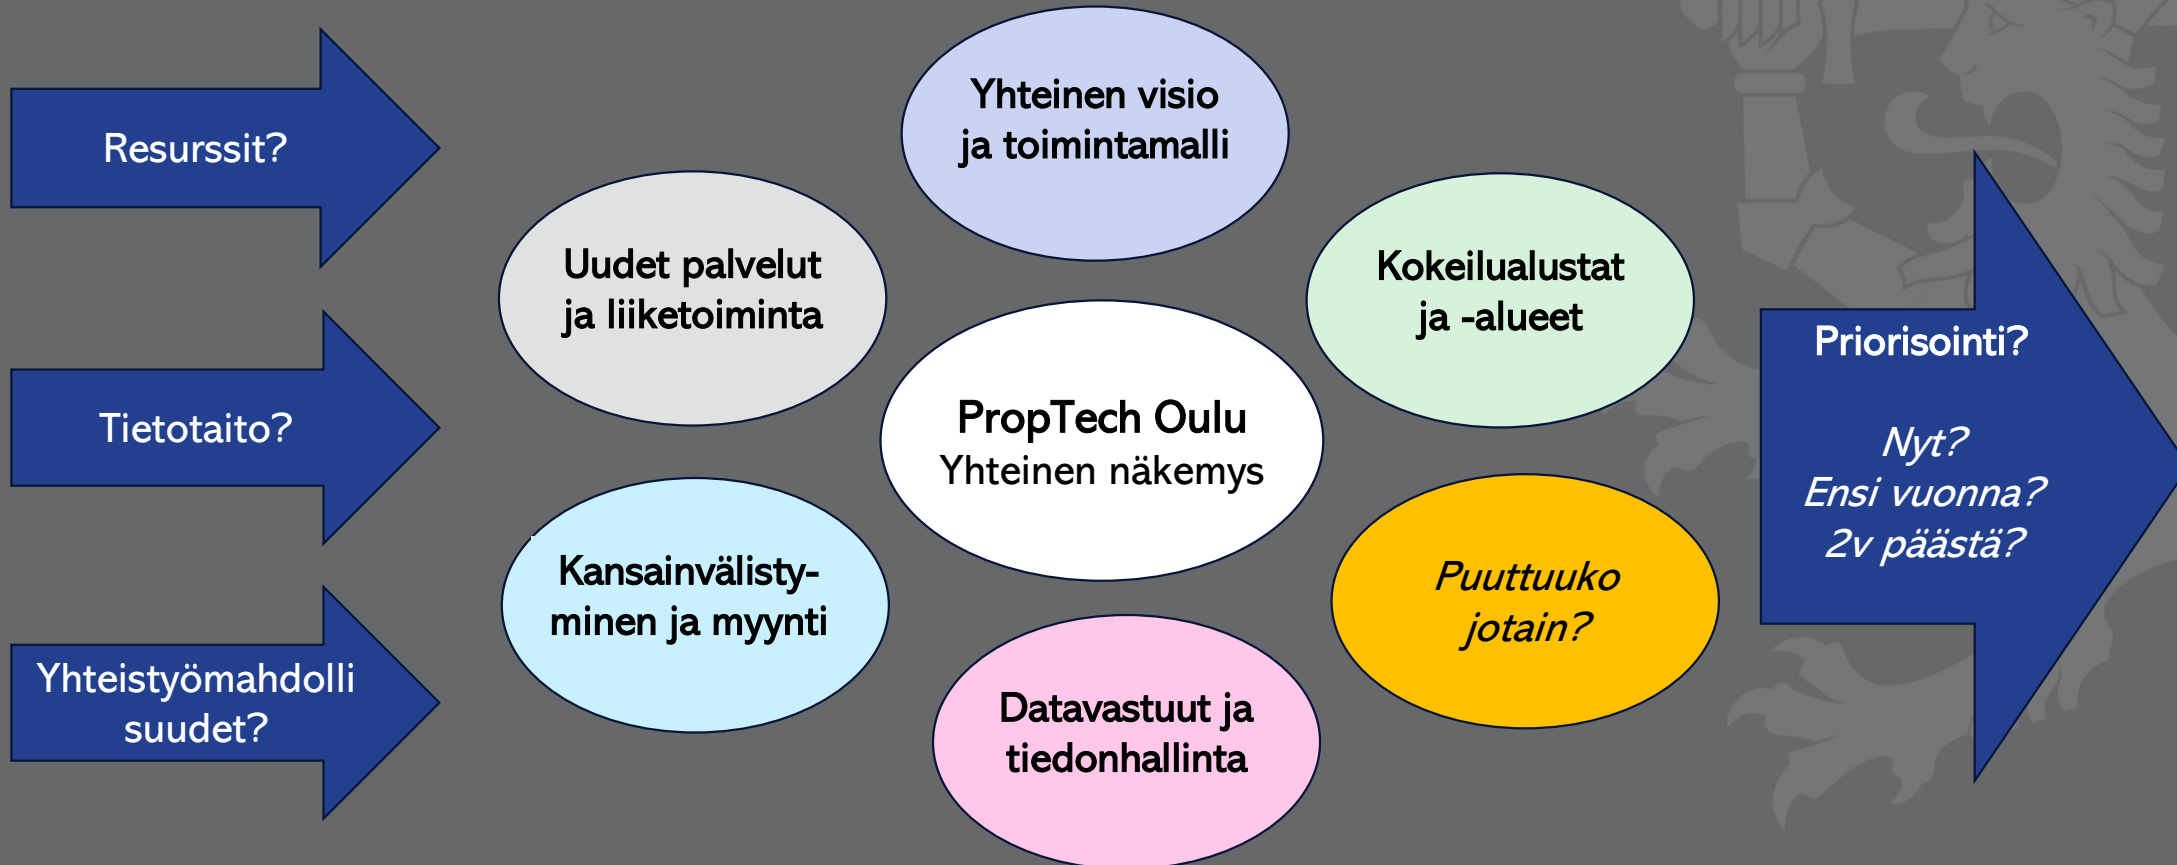 Resurssit?
Tietotaito?
Yhteistyömahdolli
suudet?
Yhteinen visio
ja toimintamalli
Uudet palvelut
ja liiketoiminta
Kokeilualustat
ja -alueet
PropTech Oulu
Yhteinen näkemys
Kansainvälisty-
minen ja myynti
Puuttuuko
jotain?
Datavastuut ja
tiedonhallinta
Priorisointi?
Nyt?
Ensi vuonna?
2v päästä?